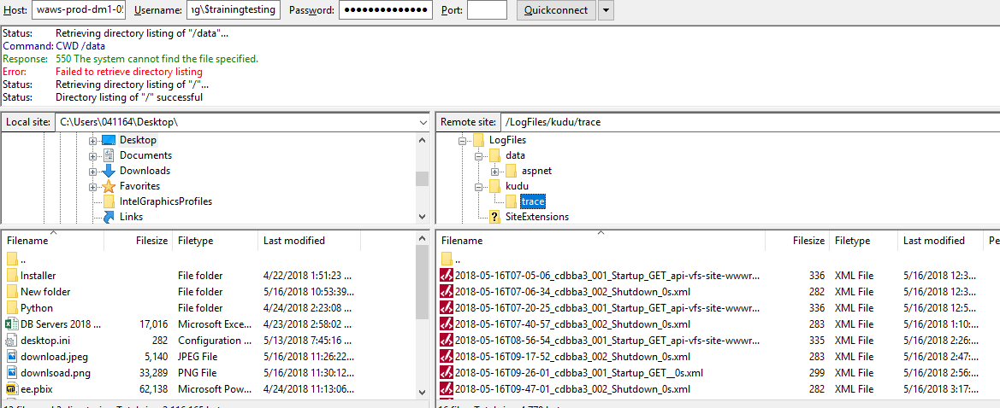 Host: waws-prod-dm1-0 Username: ng\$trainingtesting Password: ●●●●●●●●●●●●●● Port: Quickconnect
Status: Retrieving directory listing of "/data"...
Command: CWD /data
Response: 550 The system cannot find the file specified.
Error: Failed to retrieve directory listing
Status: Retrieving directory listing of "/"...
Status: Directory listing of "/" successful
Local site: C:\Users\041164\Desktop\
Desktop
Documents
Downloads
Favorites
IntelGraphicsProfiles
Links
Remote site: /LogFiles/kudu/trace
LogFiles
data
aspnet
kudu
trace
SiteExtensions
Filename Filesize Filetype Last modified
..
Installer File folder 4/22/2018 1:51:23 ...
New folder File folder 5/16/2018 10:53:39...
Python File folder 4/24/2018 2:23:08 ...
DB Servers 2018 ... 17,016 Microsoft Exce... 4/23/2018 2:58:02 ...
desktop.ini 282 Configuration ... 5/13/2018 7:45:16 ...
download.jpeg 5,140 JPEG File 5/16/2018 11:26:22...
downlsoad.png 33,289 PNG File 5/16/2018 11:30:12...
ee.pbix 62,138 Microsoft Pow... 4/24/2018 11:13:06...
Filename Filesize Filetype Last modified Pe
..
2018-05-16T07-05-06_cdbba3_001_Startup_GET_api-vfs-site-wwwr... 336 XML File 5/16/2018 12:3...
2018-05-16T07-06-34_cdbba3_002_Shutdown_0s.xml 282 XML File 5/16/2018 12:3...
2018-05-16T07-20-25_cdbba3_001_Startup_GET_api-vfs-site-wwwr... 336 XML File 5/16/2018 12:5...
2018-05-16T07-40-57_cdbba3_002_Shutdown_0s.xml 283 XML File 5/16/2018 1:10:...
2018-05-16T08-56-54_cdbba3_001_Startup_GET_api-vfs-site-wwwr... 335 XML File 5/16/2018 2:26:...
2018-05-16T09-17-52_cdbba3_002_Shutdown_0s.xml 283 XML File 5/16/2018 2:47:...
2018-05-16T09-26-01_cdbba3_001_Startup_GET__0s.xml 299 XML File 5/16/2018 2:56:...
2018-05-16T09-47-01_cdbba3_002_Shutdown_0s.xml 282 XML File 5/16/2018 3:17:...